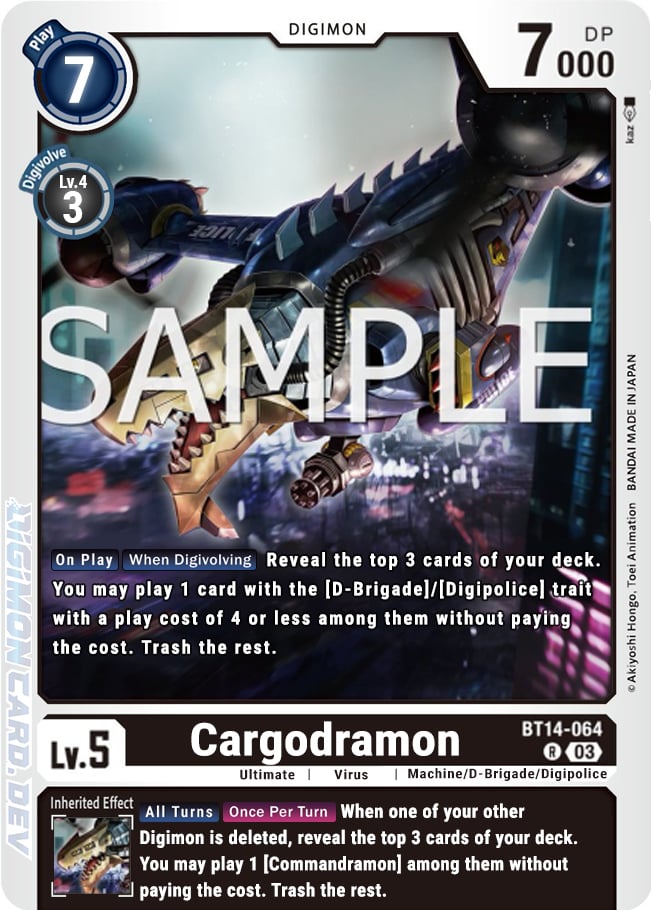 Play
7
DIGIMON
7000
DP
kaz
Digivolve
Lv.4
3
POLICE
SAMPLE
POLICE
On Play When Digivolving Reveal the top 3 cards of your deck.
You may play 1 card with the [D-Brigade]/[Digipolice] trait
with a play cost of 4 or less among them without paying
the cost. Trash the rest.
©Akiyoshi Hongo, Toei Animation BANDAI MADE IN JAPAN
DIGIMONCARD.DEV
Lv.5
Cargodramon
BT14-064
R 03
Ultimate | Virus | Machine/D-Brigade/Digipolice
Inherited Effect
All Turns Once Per Turn When one of your other
Digimon is deleted, reveal the top 3 cards of your deck.
You may play 1 [Commandramon] among them without
paying the cost. Trash the rest.